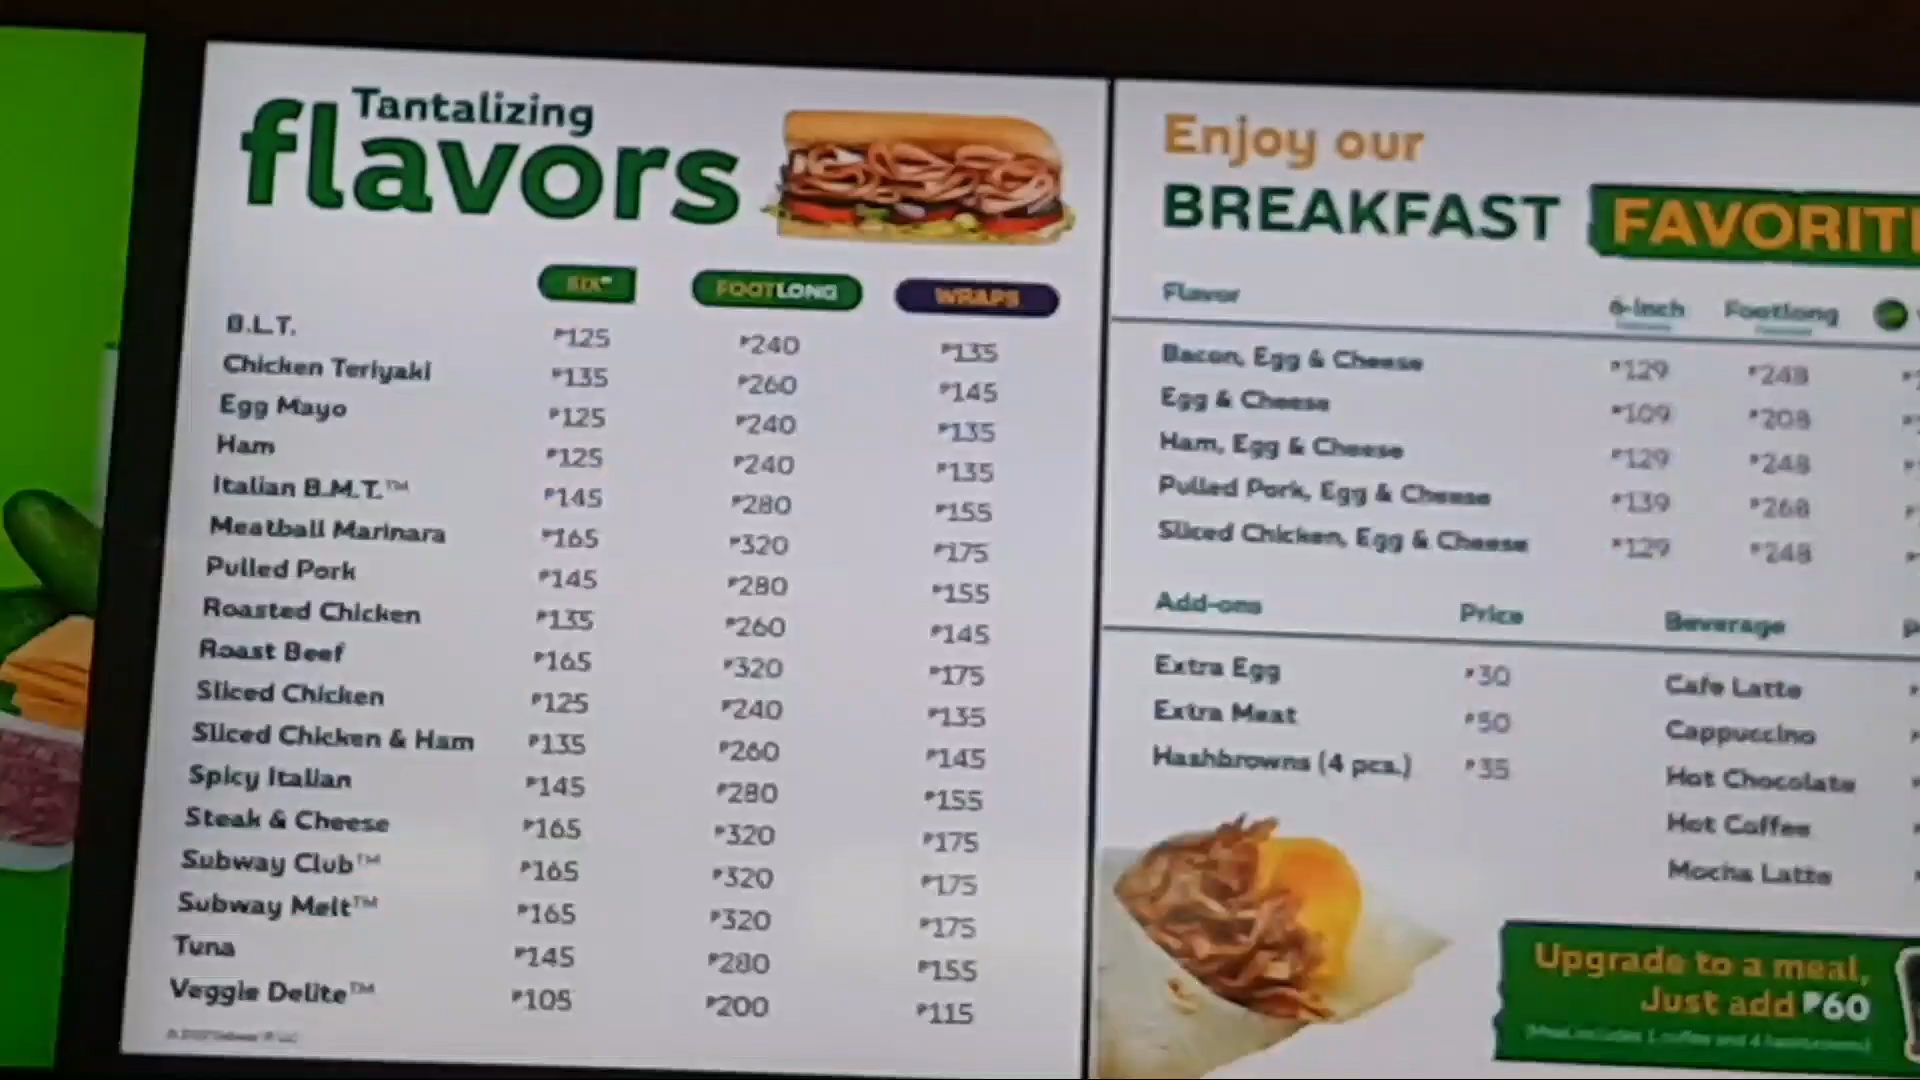 Tantalizing
flavors
SIX" FOOTLONG WRAPS
B.L.T. ₱125 ₱240 ₱135
Chicken Teriyaki ₱135 ₱260 ₱145
Egg Mayo ₱125 ₱240 ₱135
Ham ₱125 ₱240 ₱135
Italian B.M.T.™ ₱145 ₱280 ₱155
Meatball Marinara ₱165 ₱320 ₱175
Pulled Pork ₱145 ₱280 ₱155
Roasted Chicken ₱135 ₱260 ₱145
Roast Beef ₱165 ₱320 ₱175
Sliced Chicken ₱125 ₱240 ₱135
Sliced Chicken & Ham ₱135 ₱260 ₱145
Spicy Italian ₱145 ₱280 ₱155
Steak & Cheese ₱165 ₱320 ₱175
Subway Club™ ₱165 ₱320 ₱175
Subway Melt™ ₱165 ₱320 ₱175
Tuna ₱145 ₱280 ₱155
Veggie Delite™ ₱105 ₱200 ₱115
Enjoy our
BREAKFAST FAVORIT
Flavor 6-inch Footlong
Bacon, Egg & Cheese ₱129 ₱248
Egg & Cheese ₱109 ₱208
Ham, Egg & Cheese ₱129 ₱248
Pulled Pork, Egg & Cheese ₱139 ₱268
Sliced Chicken, Egg & Cheese ₱129 ₱248
Add-ons Price Beverage
Extra Egg ₱30 Cafe Latte
Extra Meat ₱50 Cappuccino
Hashbrowns (4 pcs.) ₱35 Hot Chocolate
Hot Coffee
Mocha Latte
Upgrade to a meal,
Just add ₱60
(Meal includes 1 coffee and 4 hashbrowns)